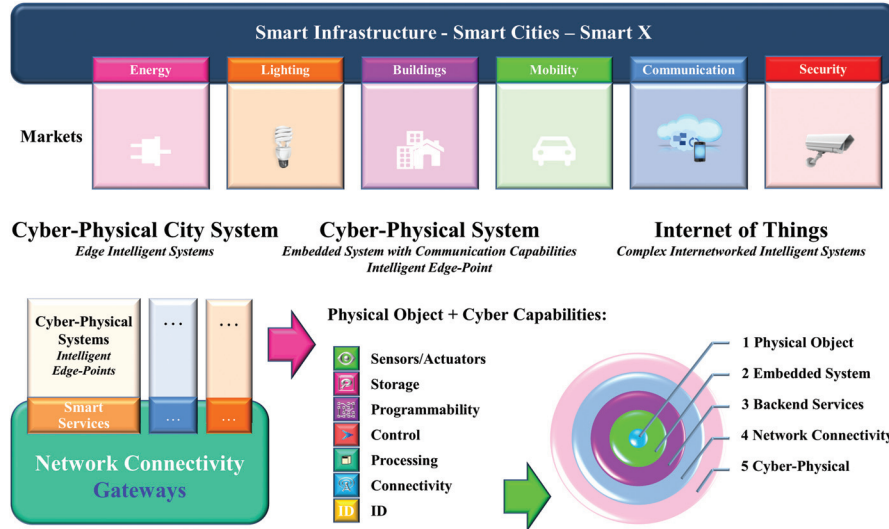 Smart Infrastructure - Smart Cities – Smart X
Energy
Lighting
Buildings
Mobility
Communication
Security
Markets
Cyber-Physical City System
Edge Intelligent Systems
Cyber-Physical System
Embedded System with Communication Capabilities
Intelligent Edge-Point
Internet of Things
Complex Internetworked Intelligent Systems
Cyber-Physical
Systems
Intelligent
Edge-Points
...
...
Smart
Services
...
...
Network Connectivity
Gateways
Physical Object + Cyber Capabilities:
Sensors/Actuators
Storage
Programmability
Control
Processing
Connectivity
ID
ID
1 Physical Object
2 Embedded System
3 Backend Services
4 Network Connectivity
5 Cyber-Physical